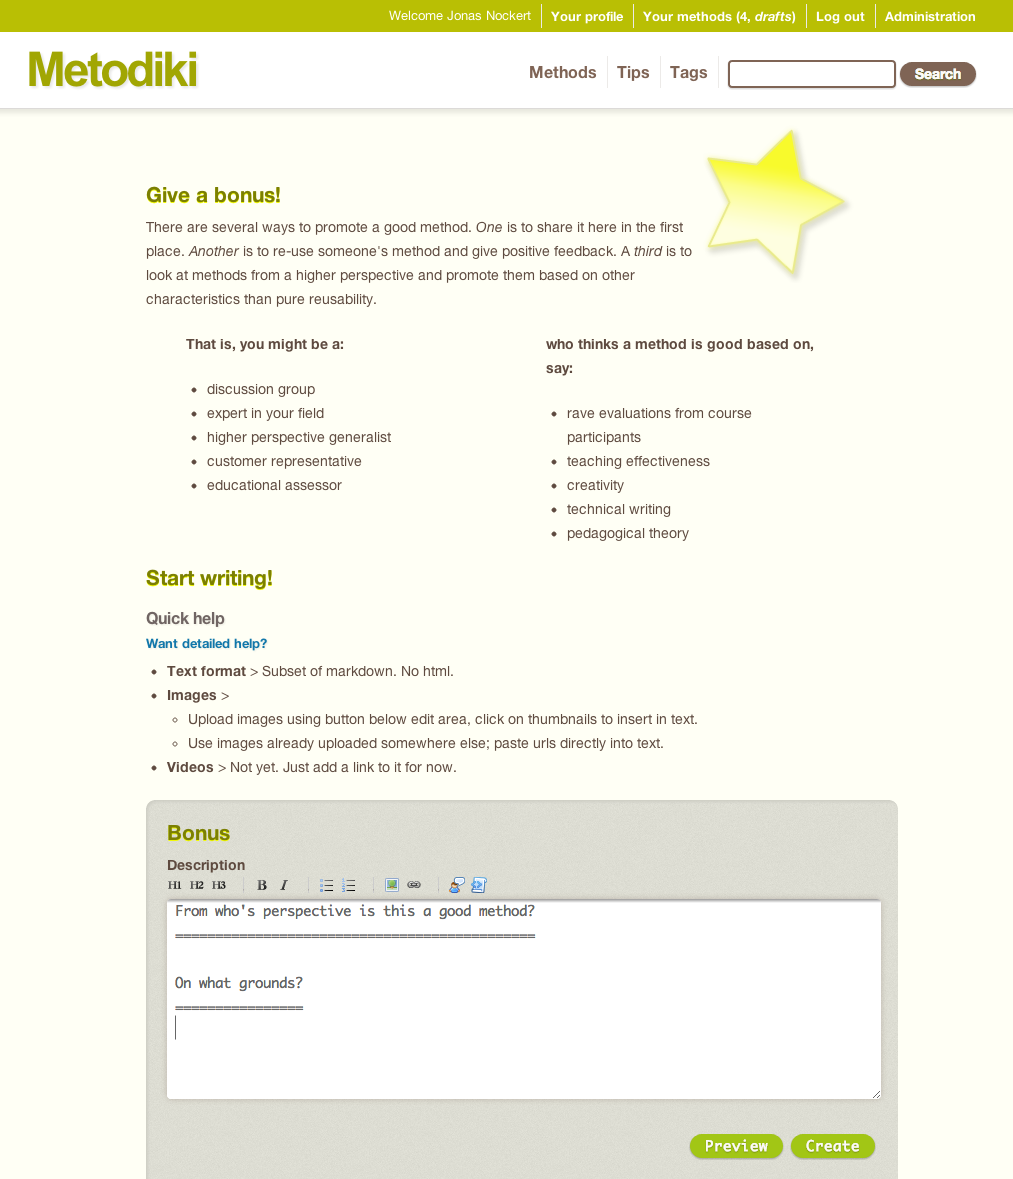 Welcome Jonas Nockert Your profile Your methods (4, drafts) Log out Administration
Metodiki
Methods Tips Tags Search
Give a bonus!
There are several ways to promote a good method. One is to share it here in the first
place. Another is to re-use someone's method and give positive feedback. A third is to
look at methods from a higher perspective and promote them based on other
characteristics than pure reusability.
That is, you might be a:
discussion group
expert in your field
higher perspective generalist
customer representative
educational assessor
who thinks a method is good based on,
say:
rave evaluations from course
participants
teaching effectiveness
creativity
technical writing
pedagogical theory
Start writing!
Quick help
Want detailed help?
Text format > Subset of markdown. No html.
Images >
Upload images using button below edit area, click on thumbnails to insert in text.
Use images already uploaded somewhere else; paste urls directly into text.
Videos > Not yet. Just add a link to it for now.
Bonus
Description
H1 H2 H3 B I
From who's perspective is this a good method?
=============================================
On what grounds?
================
Preview Create